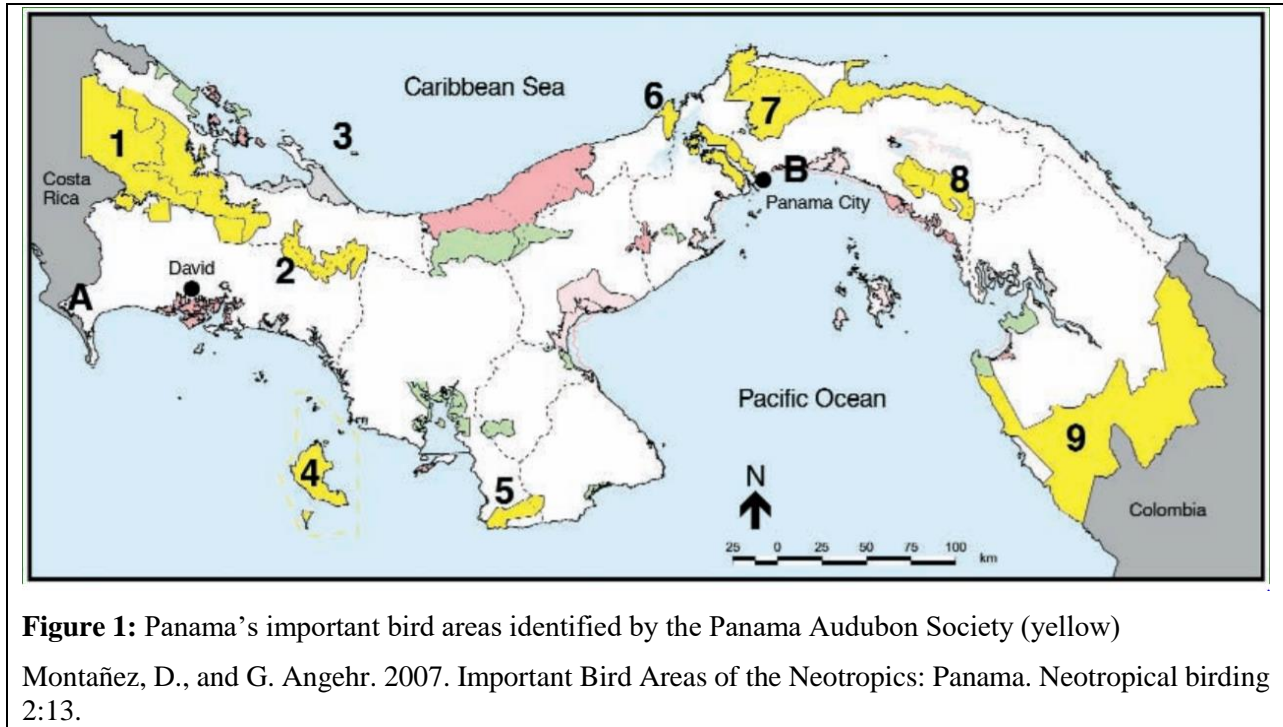 Caribbean Sea
6
7
3
1
Costa
Rica
B
8
Panama City
2
David
A
Pacific Ocean
9
4
5
N
Colombia
25 0 25 50 75 100
km
Figure 1: Panama’s important bird areas identified by the Panama Audubon Society (yellow)
Montañez, D., and G. Angehr. 2007. Important Bird Areas of the Neotropics: Panama. Neotropical birding
2:13.